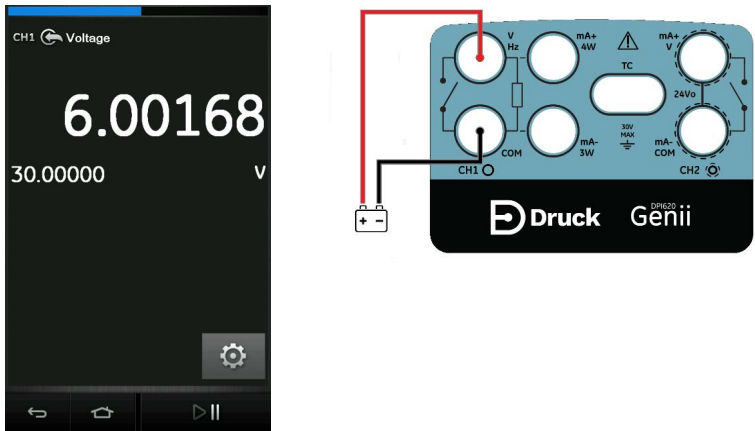 CH1 Voltage
6.00168
30.00000 V
V
Hz
mA+
4W
mA+
V
TC
24Vo
30V
MAX
COM
mA-
3W
mA-
COM
CH1
CH2
+ -
Druck
DPI620
Genii